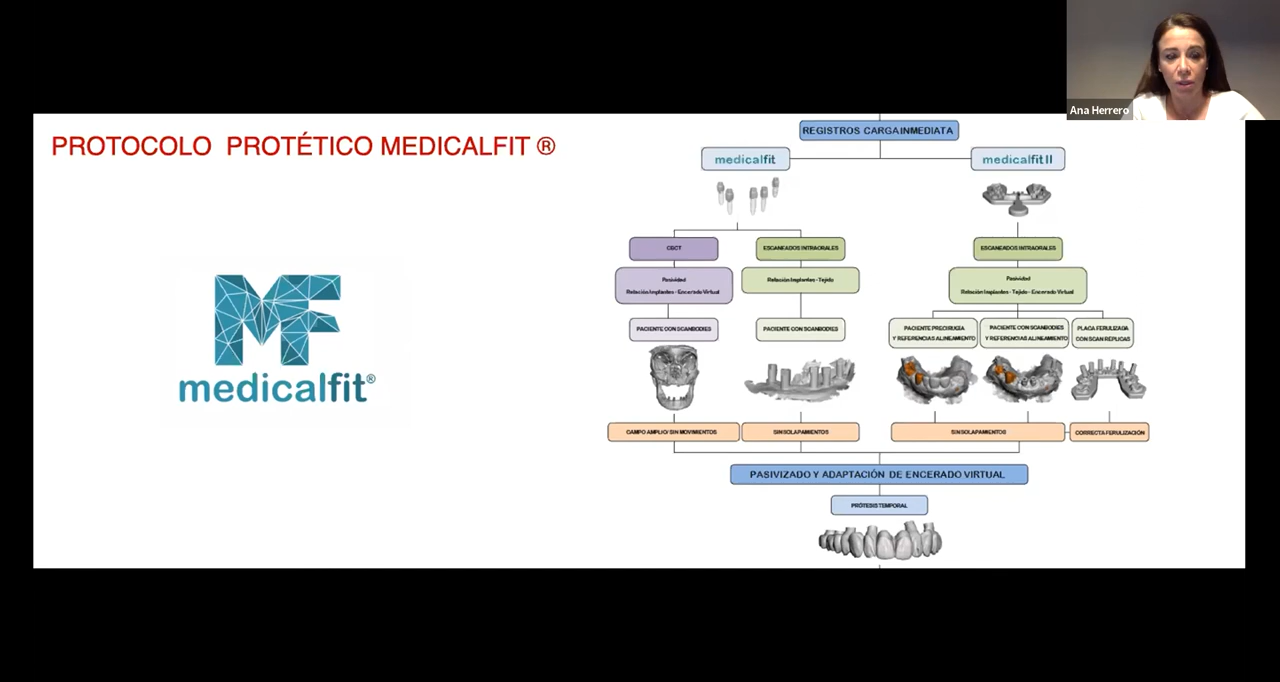 Ana Herrero
PROTOCOLO PROTÉTICO MEDICALFIT ®
MF
medicalfit®
REGISTROS CARGA INMEDIATA
medicalfit
medicalfit II
CBCT
ESCANEADOS INTRAORALES
ESCANEADOS INTRAORALES
Pasividad
Relación Implantes - Encerado Virtual
Relación Implantes - Tejido
Pasividad
Relación Implantes - Tejido - Encerado Virtual
PACIENTE CON SCANBODIES
PACIENTE CON SCANBODIES
PACIENTE PRECIRUGÍA
Y REFERENCIAS ALINEAMIENTO
PACIENTE CON SCANBODIES
Y REFERENCIAS ALINEAMIENTO
PLACA FERULIZADA
CON SCAN REPLICAS
CAMPO AMPLIO/ SIN MOVIMIENTOS
SIN SOLAPAMIENTOS
SIN SOLAPAMIENTOS
CORRECTA FERULIZACIÓN
PASIVIZADO Y ADAPTACIÓN DE ENCERADO VIRTUAL
PRÓTESIS TEMPORAL